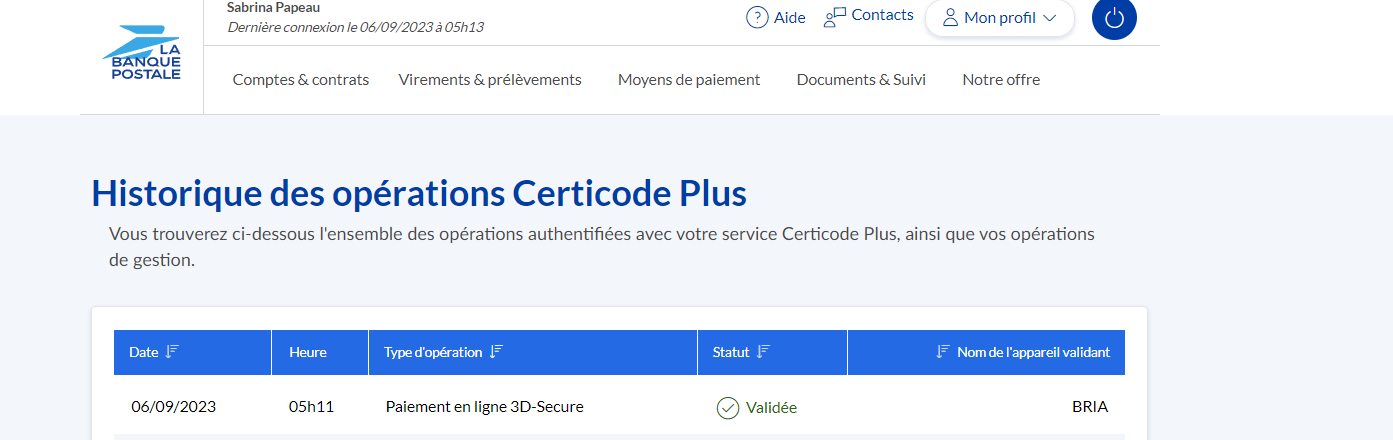 Sabrina Papeau
Dernière connexion le 06/09/2023 à 05h13
Aide
Contacts
Mon profil
LA
BANQUE
POSTALE
Comptes & contrats
Virements & prélèvements
Moyens de paiement
Documents & Suivi
Notre offre
Historique des opérations Certicode Plus
Vous trouverez ci-dessous l'ensemble des opérations authentifiées avec votre service Certicode Plus, ainsi que vos opérations
de gestion.
Date Heure Type d'opération Statut Nom de l'appareil validant
06/09/2023 05h11 Paiement en ligne 3D-Secure Validée BRIA